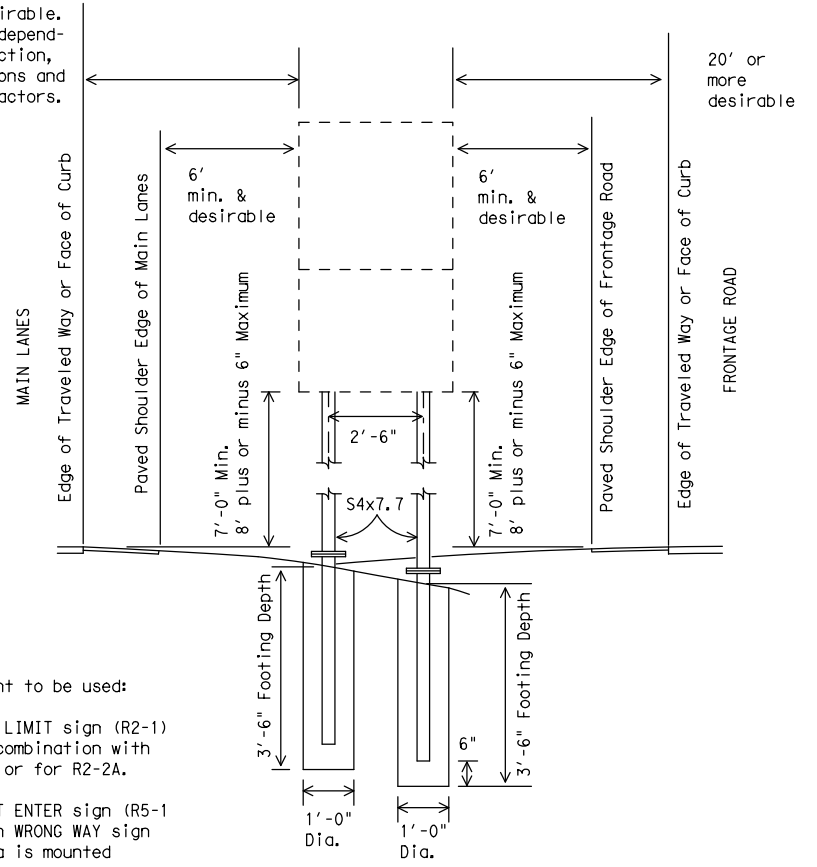 irable.
depend-
ction,
ons and
actors.
20' or
more
desirable
6'
min. &
desirable
6'
min. &
desirable
MAIN LANES
Edge of Traveled Way or Face of Curb
Paved Shoulder Edge of Main Lanes
7'-0" Min.
8' plus or minus 6" Maximum
2'-6"
S4x7.7
7'-0" Min.
8' plus or minus 6" Maximum
Paved Shoulder Edge of Frontage Road
Edge of Traveled Way or Face of Curb
FRONTAGE ROAD
3'-6" Footing Depth
6"
3'-6" Footing Depth
1'-0"
Dia.
1'-0"
Dia.
nt to be used:
LIMIT sign (R2-1)
combination with
or for R2-2A.
T ENTER sign (R5-1
n WRONG WAY sign
a is mounted